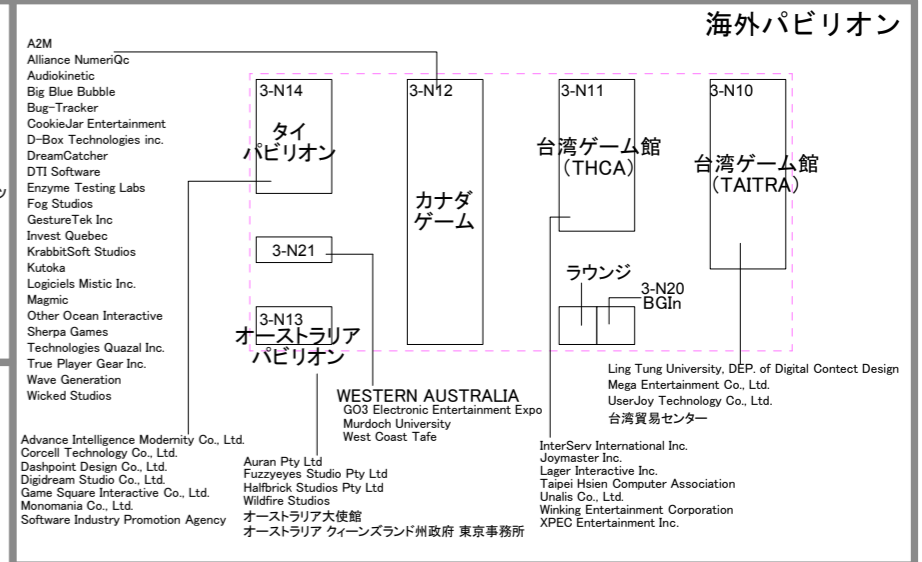 海外パビリオン
A2M
Alliance NumeriQc
Audiokinetic
Big Blue Bubble
Bug-Tracker
CookieJar Entertainment
D-Box Technologies inc.
DreamCatcher
DTI Software
Enzyme Testing Labs
Fog Studios
GestureTek Inc
Invest Quebec
KrabbitSoft Studios
Kutoka
Logiciels Mistic Inc.
Magmic
Other Ocean Interactive
Sherpa Games
Technologies Quazal Inc.
True Player Gear Inc.
Wave Generation
Wicked Studios
ッ
3-N14
タイ
パビリオン
3-N12
カナダ
ゲーム
3-N11
台湾ゲーム館
(THCA)
3-N10
台湾ゲーム館
(TAITRA)
3-N21
3-N13
オーストラリア
パビリオン
ラウンジ
3-N20
BGIn
Advance Intelligence Modernity Co., Ltd.
Corcell Technology Co., Ltd.
Dashpoint Design Co., Ltd.
Digidream Studio Co., Ltd.
Game Square Interactive Co., Ltd.
Monomania Co., Ltd.
Software Industry Promotion Agency
Auran Pty Ltd
Fuzzyeyes Studio Pty Ltd
Halfbrick Studios Pty Ltd
Wildfire Studios
オーストラリア大使館
オーストラリア クィーンズランド州政府 東京事務所
WESTERN AUSTRALIA
GO3 Electronic Entertainment Expo
Murdoch University
West Coast Tafe
InterServ International Inc.
Joymaster Inc.
Lager Interactive Inc.
Taipei Hsien Computer Association
Unalis Co., Ltd.
Winking Entertainment Corporation
XPEC Entertainment Inc.
Ling Tung University, DEP. of Digital Contect Design
Mega Entertainment Co., Ltd.
UserJoy Technology Co., Ltd.
台湾貿易センター